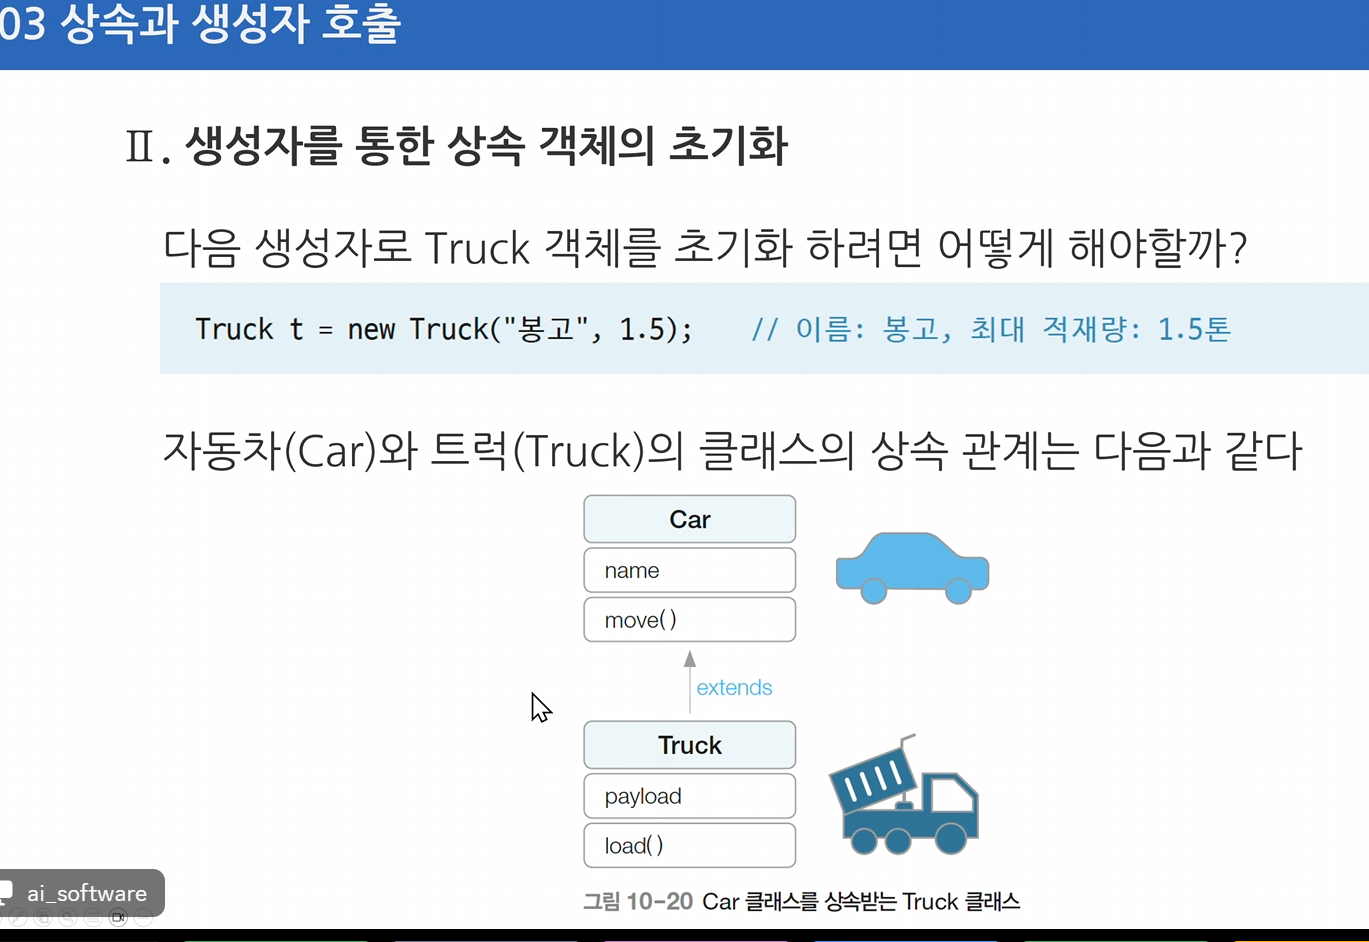 03 상속과 생성자 호출
Ⅱ. 생성자를 통한 상속 객체의 초기화
다음 생성자로 Truck 객체를 초기화 하려면 어떻게 해야할까?
Truck t = new Truck("봉고", 1.5);    // 이름: 봉고, 최대 적재량: 1.5톤
자동차(Car)와 트럭(Truck)의 클래스의 상속 관계는 다음과 같다
Car
name
move()
extends
Truck
payload
load()
그림 10-20 Car 클래스를 상속받는 Truck 클래스
ai_software